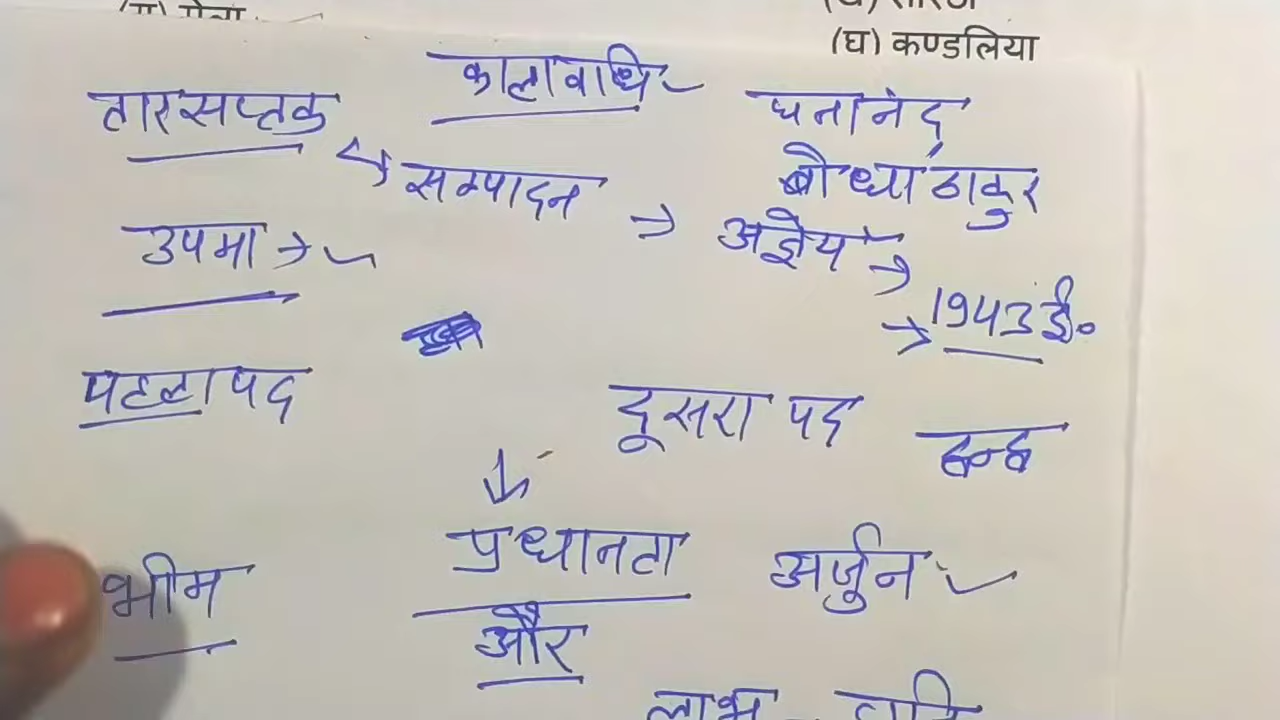 (घ) कण्डलिया
तारसप्तक कालावधि घनानंद
↳ सम्पादन बौधा ठाकुर
→ अज्ञेय
उपमा →
→ 1943 ई०
पहला पद दूसरा पद द्वन्द्व
↓
प्रधानता
भीम अर्जुन
और
लाभ